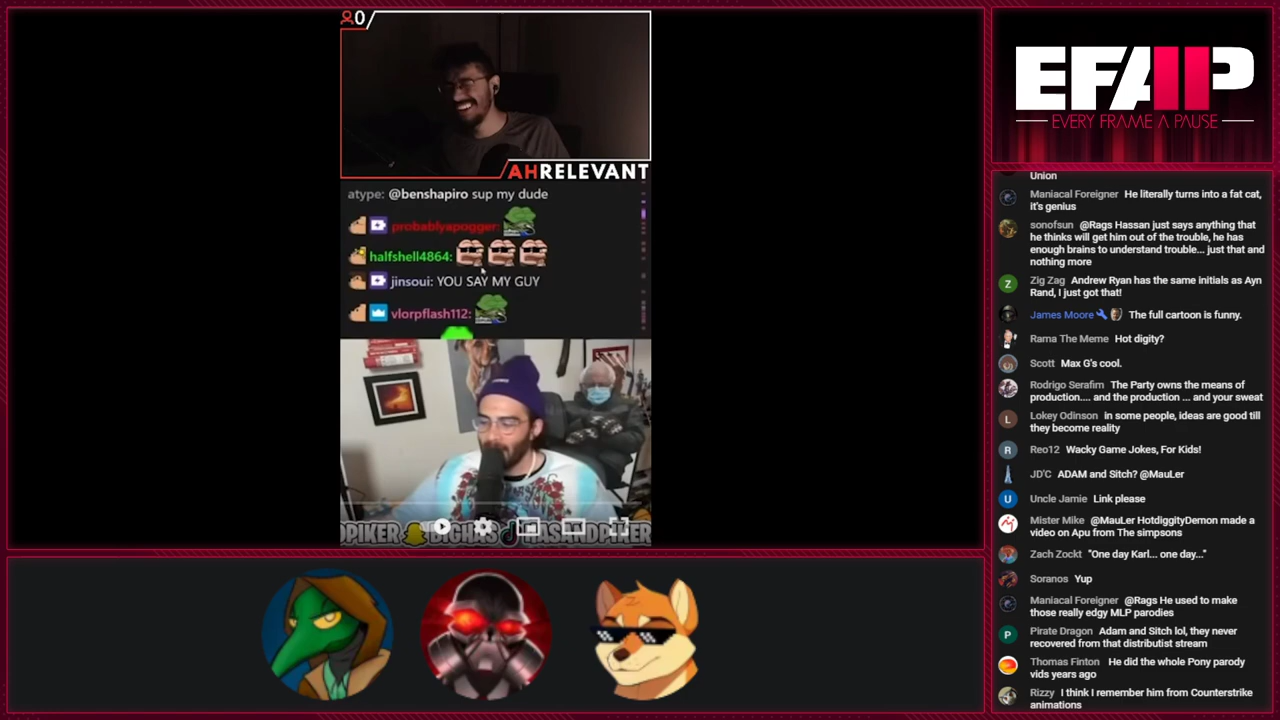 0
AHRELEVANT
atype: @benshapiro sup my dude
probablyapogger:
halfshell4864:
jinsoui: YOU SAY MY GUY
vlorpflash112:
DPIKER BIGHAS HASANDPIKER
EFAP
EVERY FRAME A PAUSE
Union
Maniacal Foreigner He literally turns into a fat cat,
it's genius
sonofsun @Rags Hassan just says anything that
he thinks will get him out of the trouble, he has
enough brains to understand trouble... just that and
nothing more
Z
Zig Zag Andrew Ryan has the same initials as Ayn
Rand, I just got that!
James Moore The full cartoon is funny.
Rama The Meme Hot digity?
Scott Max G's cool.
Rodrigo Serafim The Party owns the means of
production.... and the production ... and your sweat
L
Lokey Odinson in some people, ideas are good till
they become reality
R
Reo12 Wacky Game Jokes, For Kids!
JD'C ADAM and Sitch? @MauLer
U
Uncle Jamie Link please
Mister Mike @MauLer HotdiggityDemon made a
video on Apu from The simpsons
Zach Zockt "One day Karl... one day..."
Soranos Yup
Maniacal Foreigner @Rags He used to make
those really edgy MLP parodies
P
Pirate Dragon Adam and Sitch lol, they never
recovered from that distributist stream
Thomas Finton He did the whole Pony parody
vids years ago
Rizzy I think I remember him from Counterstrike
animations